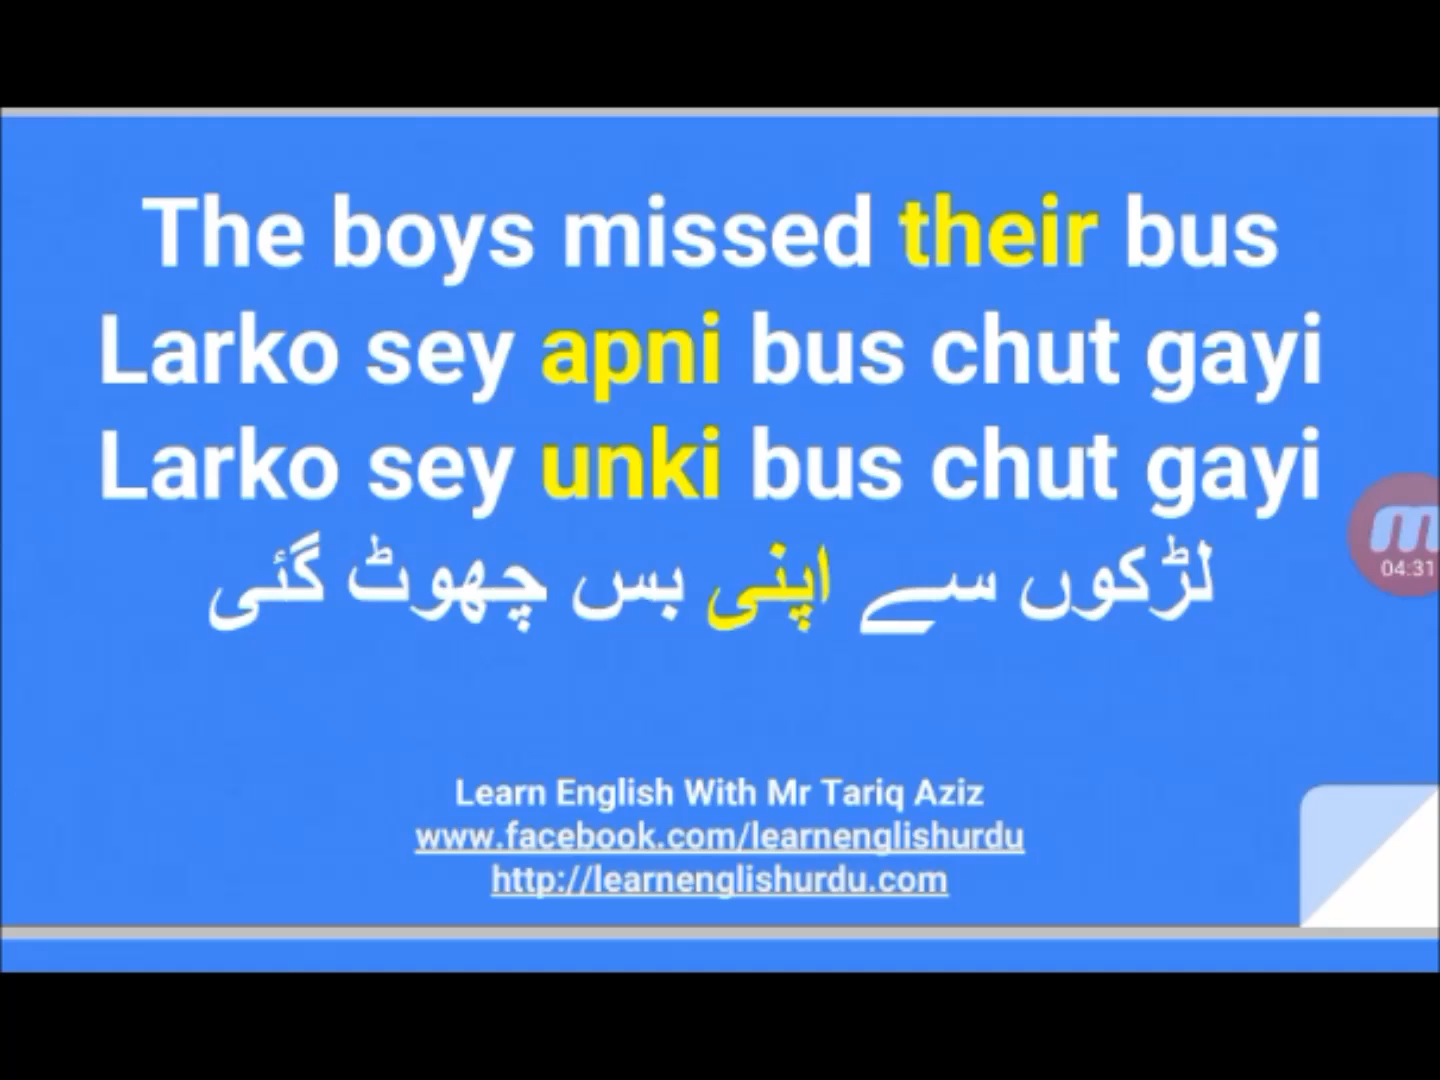 The boys missed their bus
Larko sey apni bus chut gayi
Larko sey unki bus chut gayi
لڑکوں سے اپنی بس چھوٹ گئی
m
04:31
Learn English With Mr Tariq Aziz
www.facebook.com/learnenglishurdu
http://learnenglishurdu.com